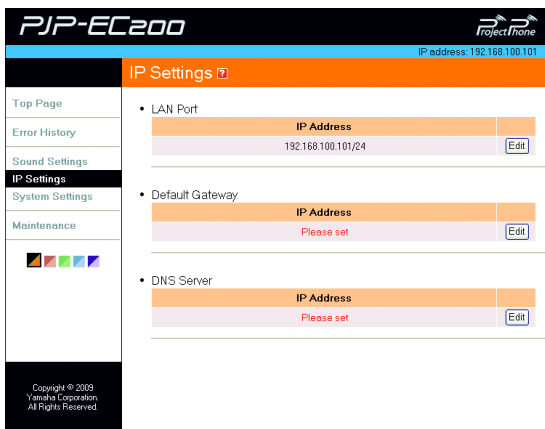 PJP-EC200
ProjectPhone
IP address: 192.168.100.101
IP Settings ?
Top Page
Error History
Sound Settings
IP Settings
System Settings
Maintenance
• LAN Port
IP Address
192.168.100.101/24 Edit
• Default Gateway
IP Address
Please set Edit
• DNS Server
IP Address
Please set Edit
Copyright © 2009
Yamaha Corporation.
All Rights Reserved.